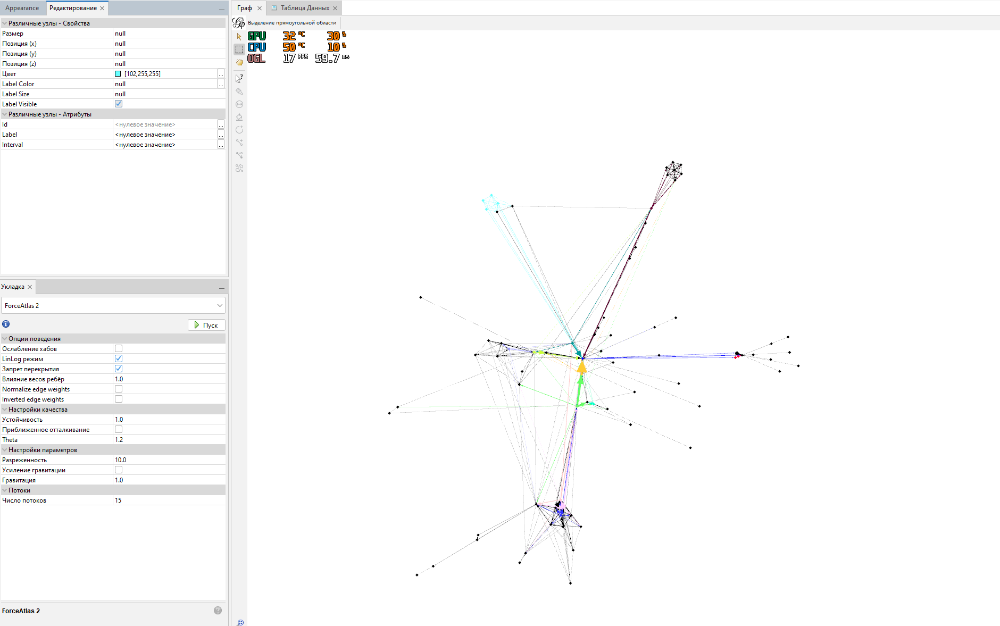 Appearance
Редактирование
Различные узлы - Свойства
Размер null
Позиция (x) null
Позиция (y) null
Позиция (z) null
Цвет [102,255,255] ...
Label Color null ...
Label Size null
Label Visible
Различные узлы - Атрибуты
Id <нулевое значение> ...
Label <нулевое значение> ...
Interval <нулевое значение> ...
Укладка
ForceAtlas 2
Пуск
Опции поведения
Ослабление хабов
LinLog режим
Запрет перекрытия
Влияние весов рёбр 1.0
Normalize edge weights
Inverted edge weights
Настройки качества
Устойчивость 1.0
Приближенное отталкивание
Theta 1.2
Настройки параметров
Разреженность 10.0
Усиление гравитации
Гравитация 1.0
Потоки
Число потоков 15
ForceAtlas 2
Граф
Таблица Данных
Выделение прямоугольной области
GPU 32 °C 30 %
CPU 50 °C 10 %
OGL 17 FPS 59.7 ms